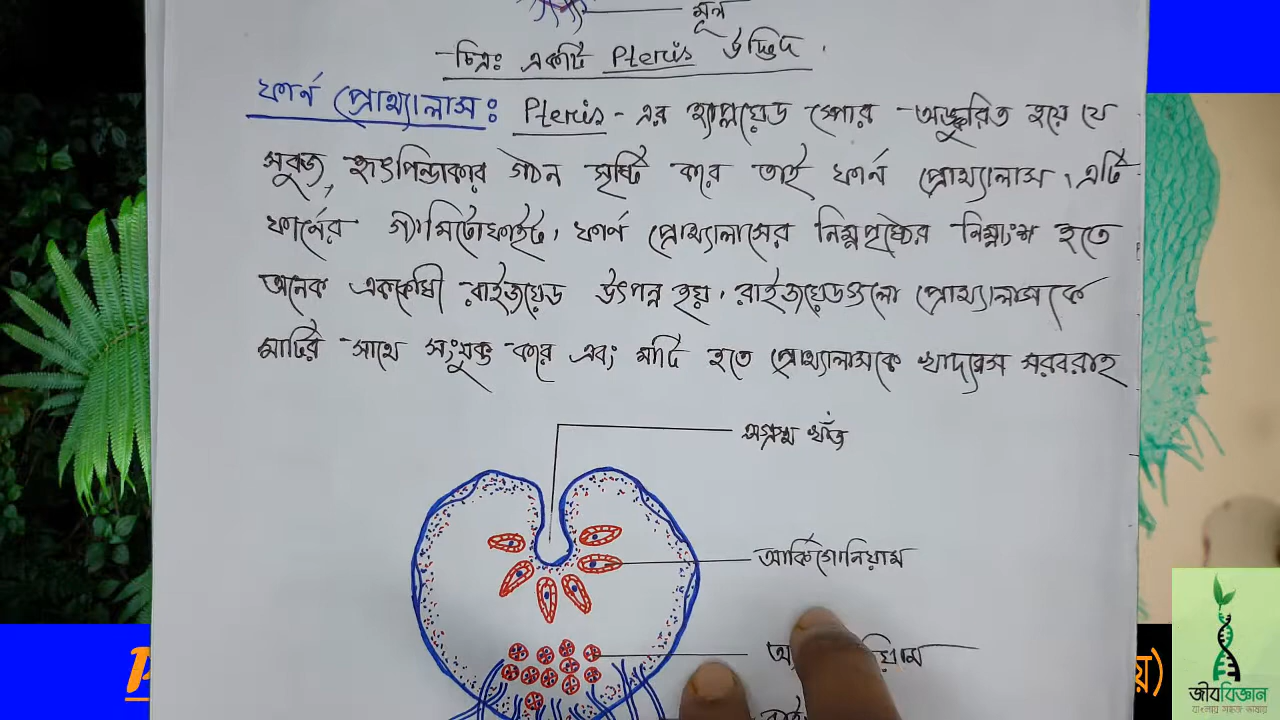 মূল
চিত্রঃ একটি Pteris উদ্ভিদ .
ফার্ন প্রোথ্যালাসঃ Pteris-এর হ্যাপ্লয়েড স্পোর অঙ্কুরিত হয়ে যে
সবুজ, হৃৎপিন্ডাকার গঠন সৃষ্টি করে তাই ফার্ন প্রোথ্যালাস। এটি
ফার্নের গ্যামিটোফাইট। ফার্ন প্রোথ্যালাসের নিম্নপৃষ্ঠের নিম্নাংশ হতে
অনেক এককোষী রাইজয়েড উৎপন্ন হয়। রাইজয়েডগুলো প্রোথ্যালাসকে
মাটির সাথে সংযুক্ত করে এবং মাটি হতে প্রোথ্যালাসকে খাদ্যরস সরবরাহ
অগ্রস্থ খাঁজ
আর্কিগোনিয়াম
জীববিজ্ঞান
বাংলায় সহজ ভাষায়